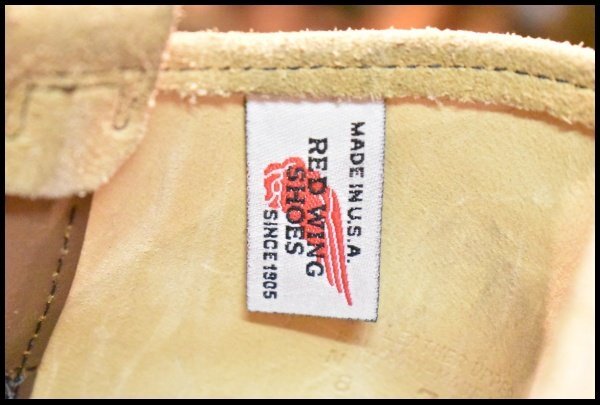 MADE IN U.S.A.
RED WING
SHOES
SINCE 1905